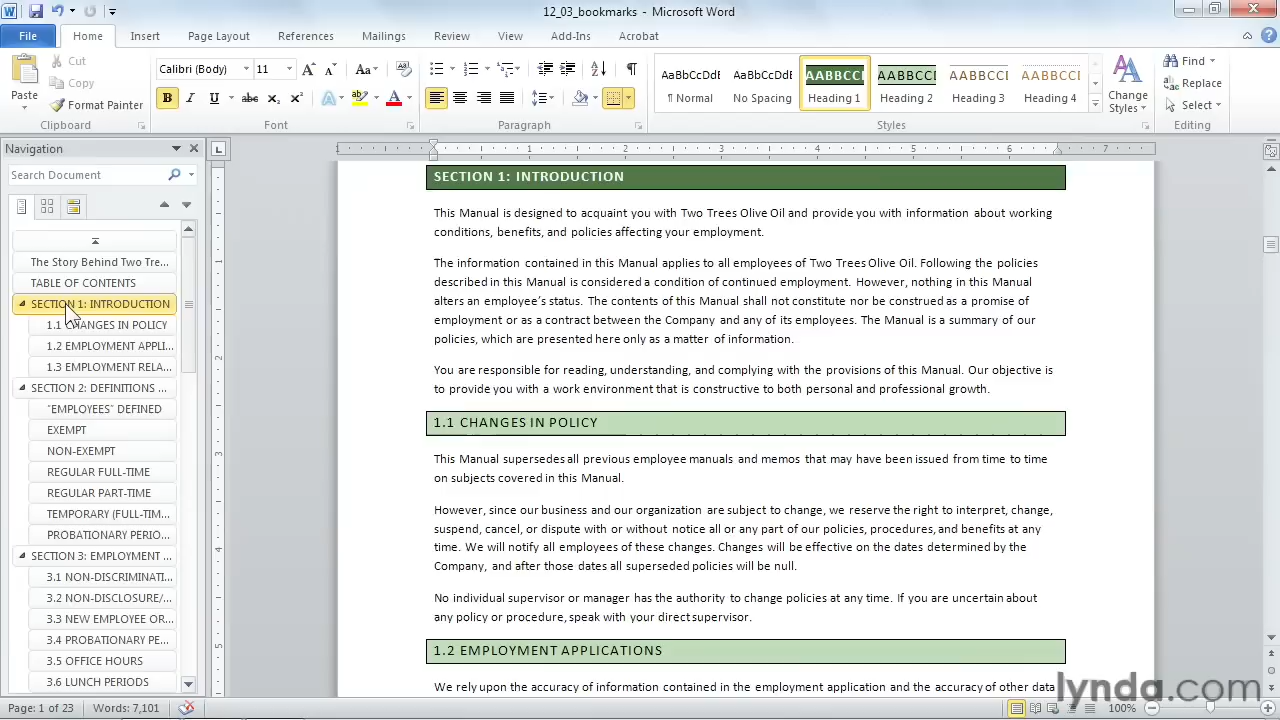 12_03_bookmarks - Microsoft Word
File Home Insert Page Layout References Mailings Review View Add-Ins Acrobat
Paste
Cut
Copy
Format Painter
Clipboard
Calibri (Body) 11
Font
Paragraph
AaBbCcDd AaBbCcDd AABBCCI AABBCCI AABBCCI AABBCCI
¶ Normal No Spacing Heading 1 Heading 2 Heading 3 Heading 4
Change Styles
Styles
Find
Replace
Select
Editing
Navigation
Search Document
The Story Behind Two Tre...
TABLE OF CONTENTS
SECTION 1: INTRODUCTION
1.1 CHANGES IN POLICY
1.2 EMPLOYMENT APPLI...
1.3 EMPLOYMENT RELA...
SECTION 2: DEFINITIONS ...
"EMPLOYEES" DEFINED
EXEMPT
NON-EXEMPT
REGULAR FULL-TIME
REGULAR PART-TIME
TEMPORARY (FULL-TIM...
PROBATIONARY PERIO...
SECTION 3: EMPLOYMENT ...
3.1 NON-DISCRIMINATI...
3.2 NON-DISCLOSURE/...
3.3 NEW EMPLOYEE OR...
3.4 PROBATIONARY PE...
3.5 OFFICE HOURS
3.6 LUNCH PERIODS
1 1 2 3 4 5 6 7
1
2
3
4
5
SECTION 1: INTRODUCTION
This Manual is designed to acquaint you with Two Trees Olive Oil and provide you with information about working
conditions, benefits, and policies affecting your employment.
The information contained in this Manual applies to all employees of Two Trees Olive Oil. Following the policies
described in this Manual is considered a condition of continued employment. However, nothing in this Manual
alters an employee's status. The contents of this Manual shall not constitute nor be construed as a promise of
employment or as a contract between the Company and any of its employees. The Manual is a summary of our
policies, which are presented here only as a matter of information.
You are responsible for reading, understanding, and complying with the provisions of this Manual. Our objective is
to provide you with a work environment that is constructive to both personal and professional growth.
1.1 CHANGES IN POLICY
This Manual supersedes all previous employee manuals and memos that may have been issued from time to time
on subjects covered in this Manual.
However, since our business and our organization are subject to change, we reserve the right to interpret, change,
suspend, cancel, or dispute with or without notice all or any part of our policies, procedures, and benefits at any
time. We will notify all employees of these changes. Changes will be effective on the dates determined by the
Company, and after those dates all superseded policies will be null.
No individual supervisor or manager has the authority to change policies at any time. If you are uncertain about
any policy or procedure, speak with your direct supervisor.
1.2 EMPLOYMENT APPLICATIONS
We rely upon the accuracy of information contained in the employment application and the accuracy of other data
lynda.com
Page: 1 of 23 Words: 7,101 100%